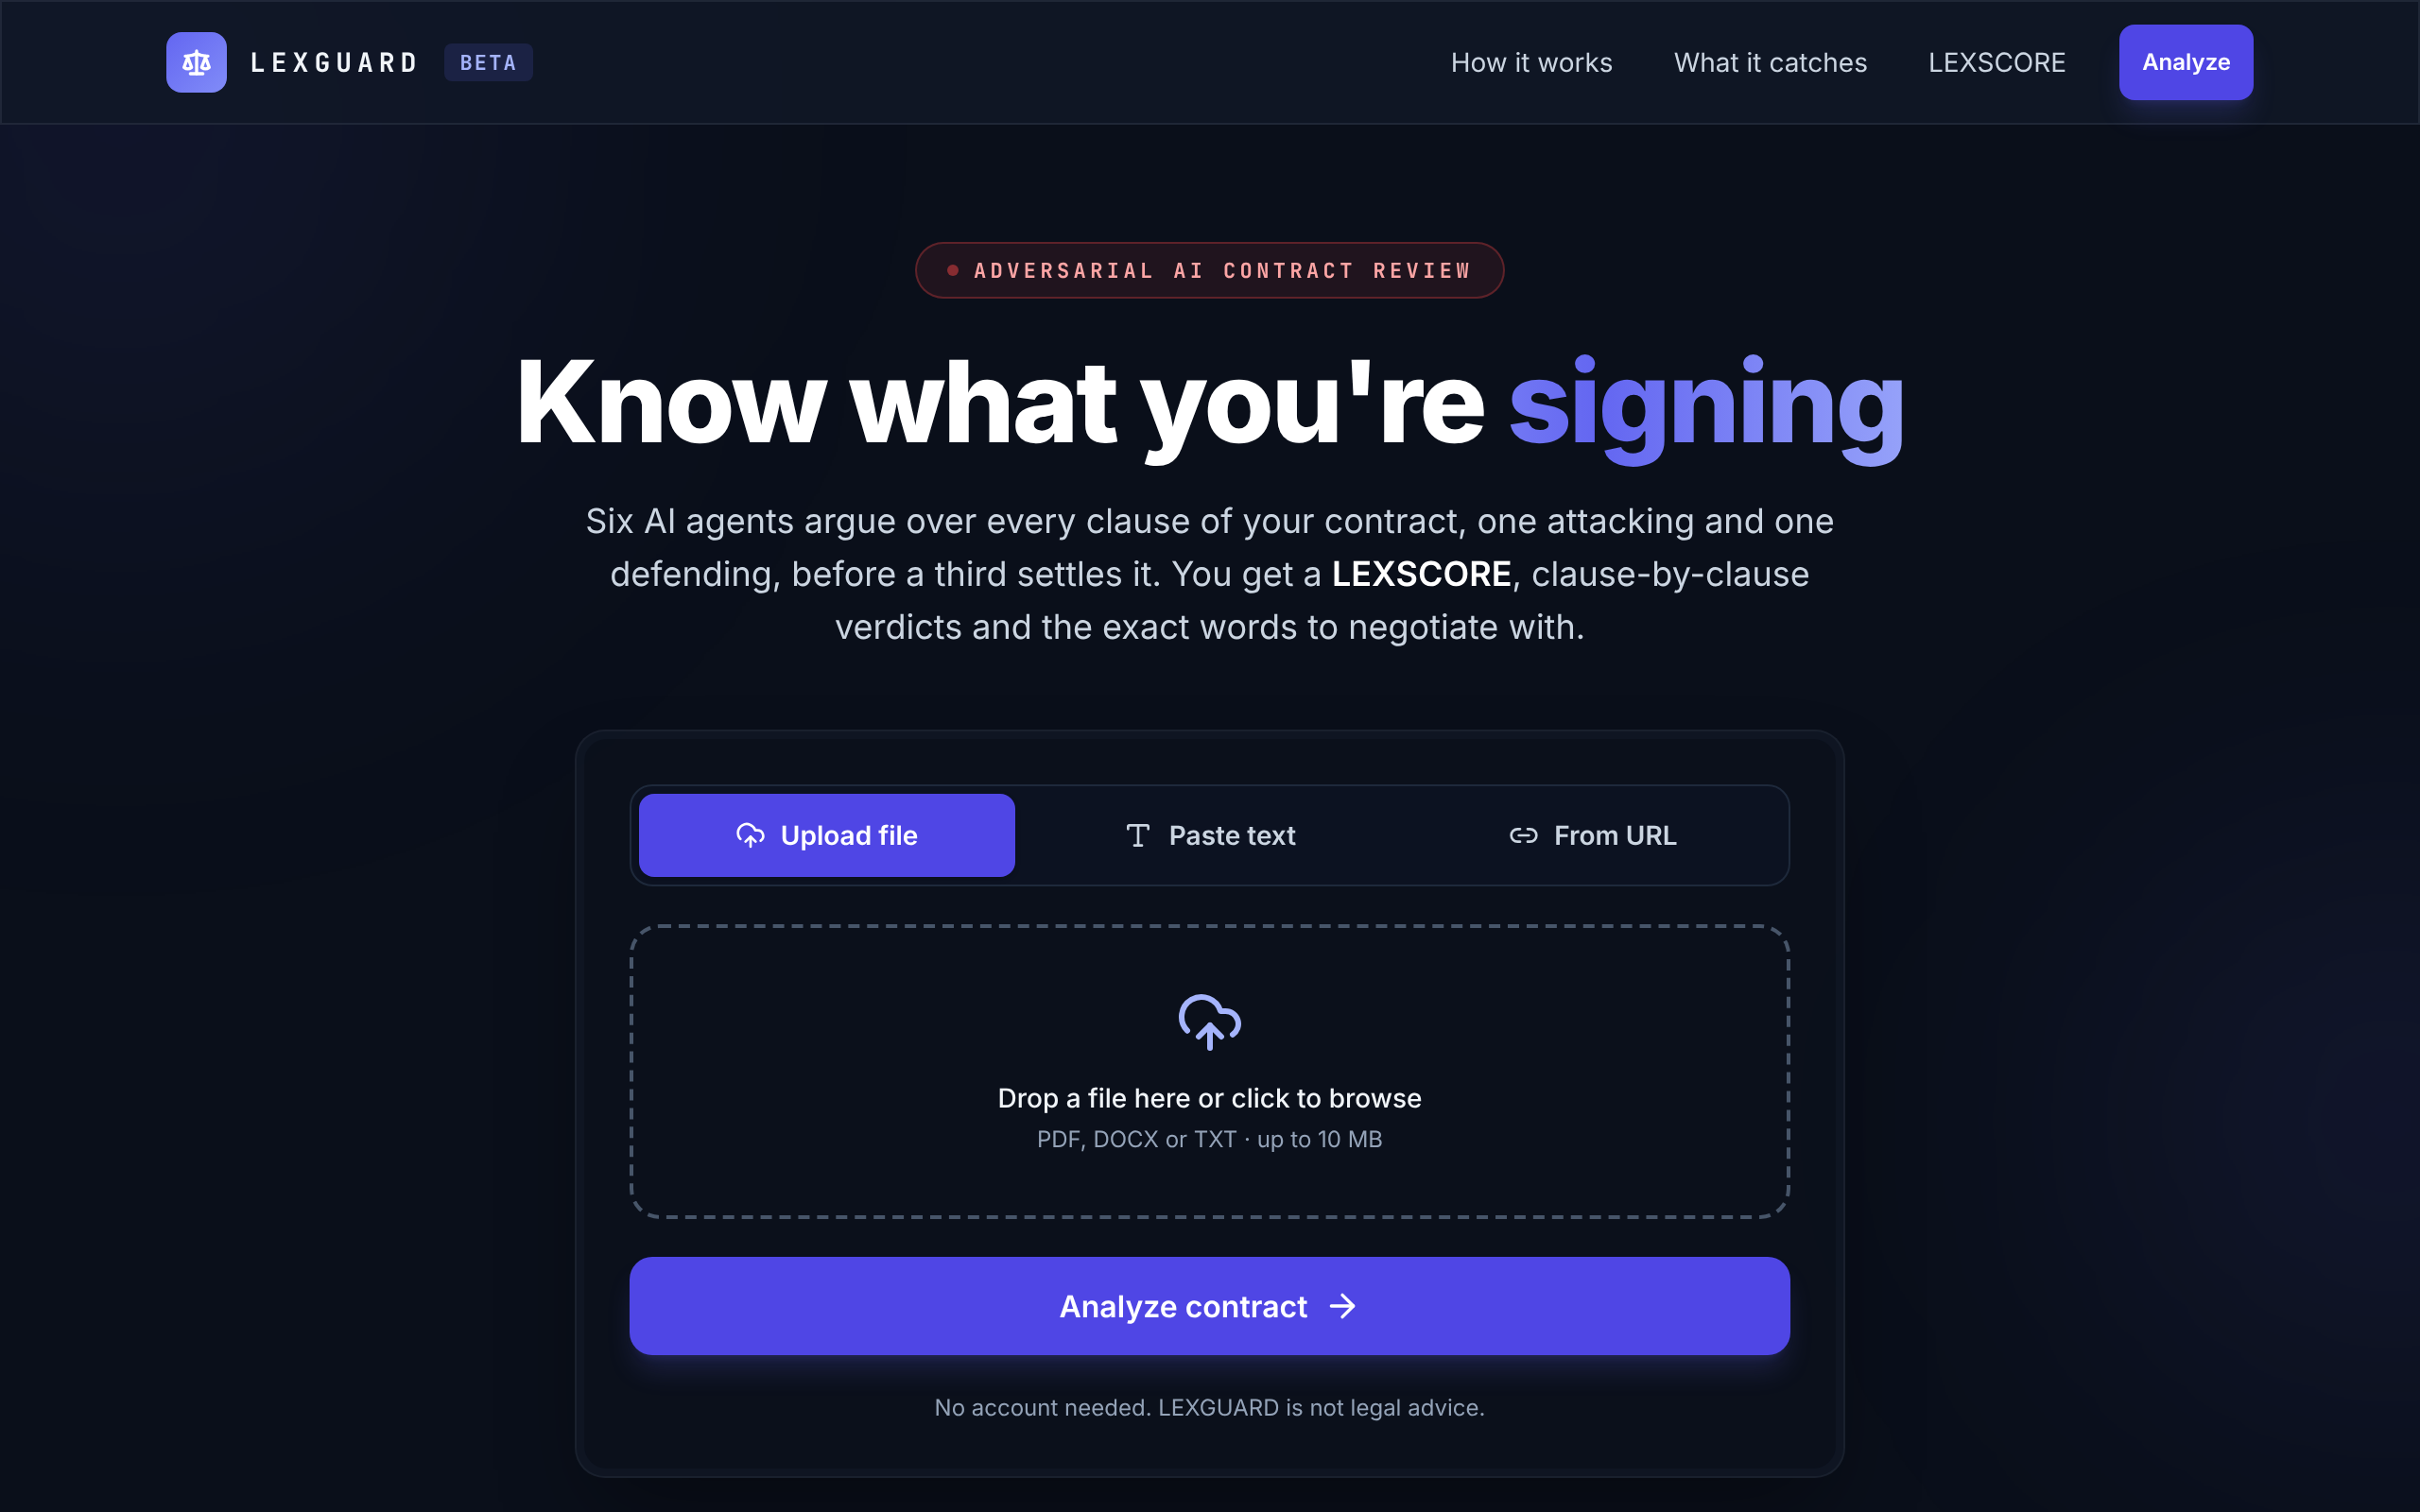 LEXGUARD BETA
How it works What it catches LEXSCORE Analyze
ADVERSARIAL AI CONTRACT REVIEW
Know what you're signing
Six AI agents argue over every clause of your contract, one attacking and one
defending, before a third settles it. You get a LEXSCORE, clause-by-clause
verdicts and the exact words to negotiate with.
Upload file Paste text From URL
Drop a file here or click to browse
PDF, DOCX or TXT · up to 10 MB
Analyze contract →
No account needed. LEXGUARD is not legal advice.